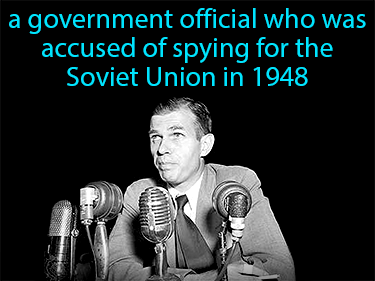 a government official who was
accused of spying for the
Soviet Union in 1948